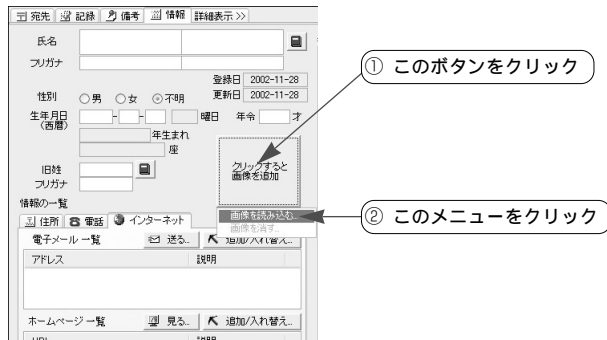 宛先 記録 備考 情報 詳細表示>>
氏名
フリガナ
登録日 2002-11-28
性別 男 女 不明 更新日 2002-11-28
生年月日 - - 曜日 年令 才
(西暦)
年生まれ
座
① このボタンをクリック
クリックすると
画像を追加
旧姓
フリガナ
情報の一覧
画像を読み込む...
② このメニューをクリック
住所 電話 インターネット
画像を消す...
電子メール一覧 送る... 追加/入れ替え...
アドレス 説明
ホームページ一覧 見る... 追加/入れ替え...